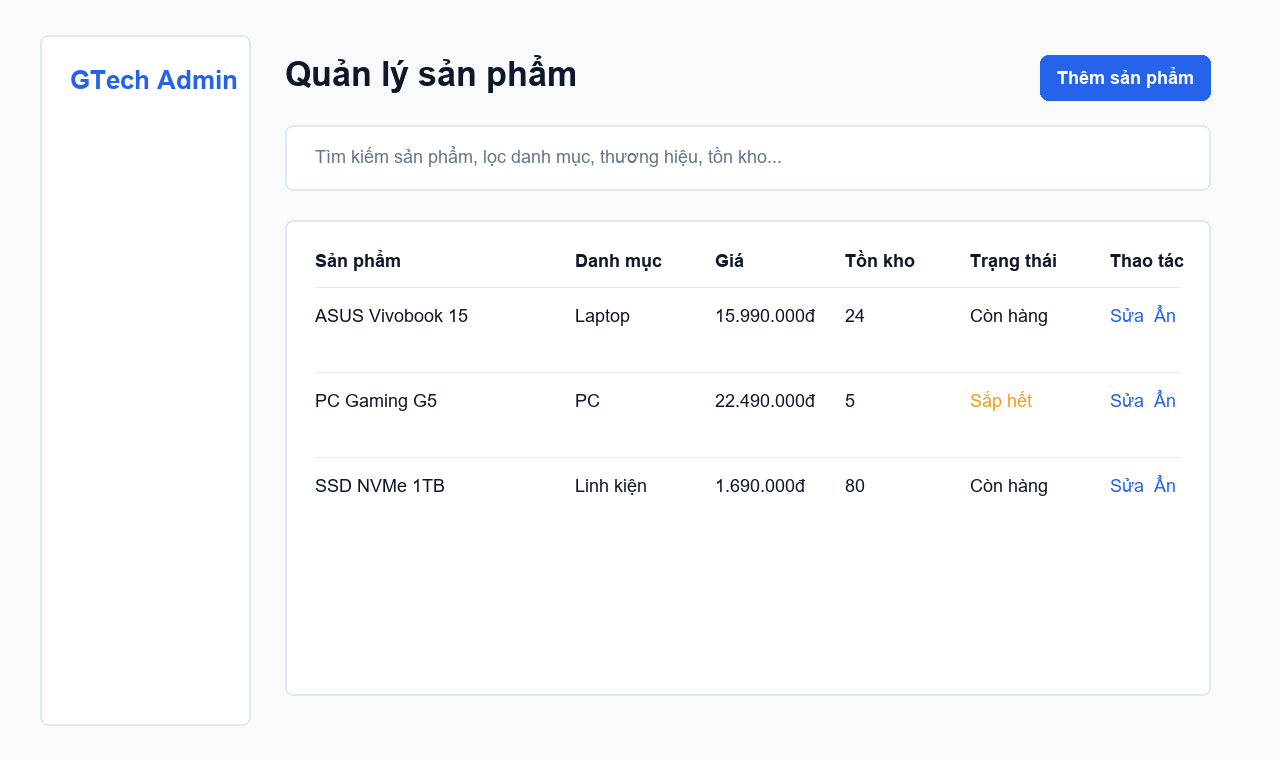 GTech Admin
Quản lý sản phẩm
Thêm sản phẩm
Tìm kiếm sản phẩm, lọc danh mục, thương hiệu, tồn kho...
Sản phẩm Danh mục Giá Tồn kho Trạng thái Thao tác
ASUS Vivobook 15 Laptop 15.990.000đ 24 Còn hàng Sửa Ẩn
PC Gaming G5 PC 22.490.000đ 5 Sắp hết Sửa Ẩn
SSD NVMe 1TB Linh kiện 1.690.000đ 80 Còn hàng Sửa Ẩn